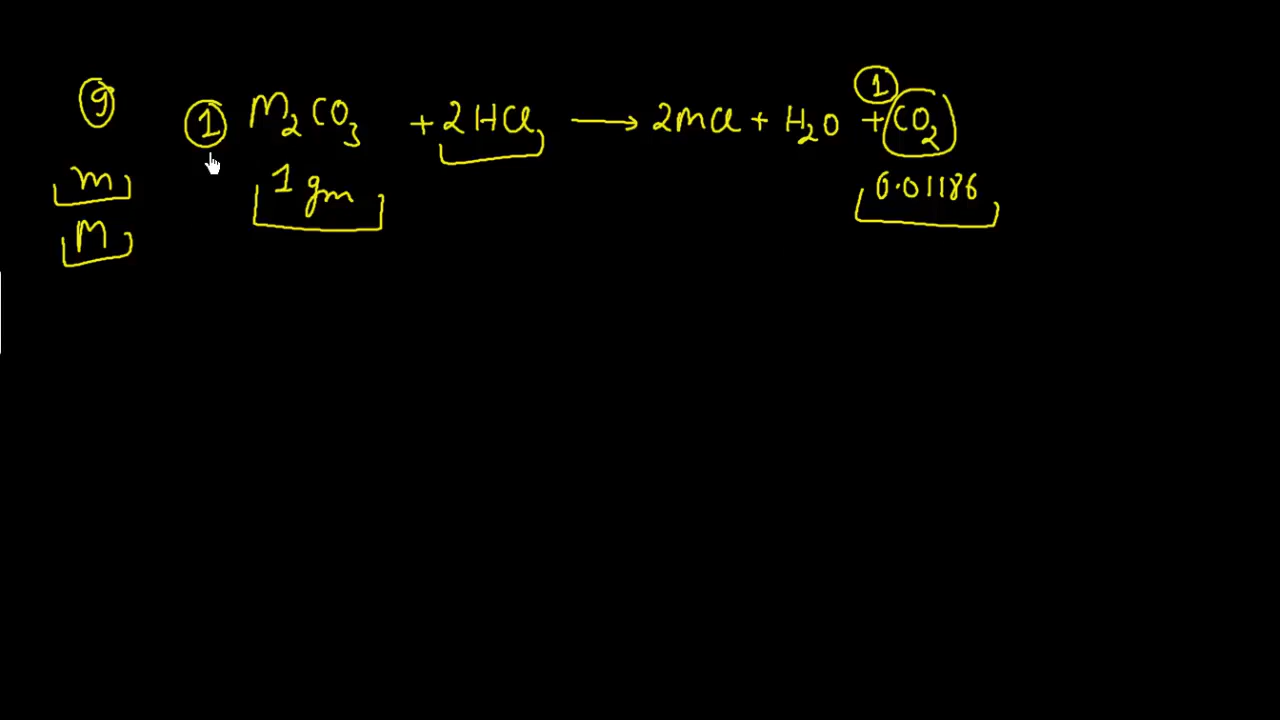 9 1 M₂CO₃ + 2HCl ⟶ 2mcl + H₂O + 1 CO₂
m 1 gm 0.01186
M